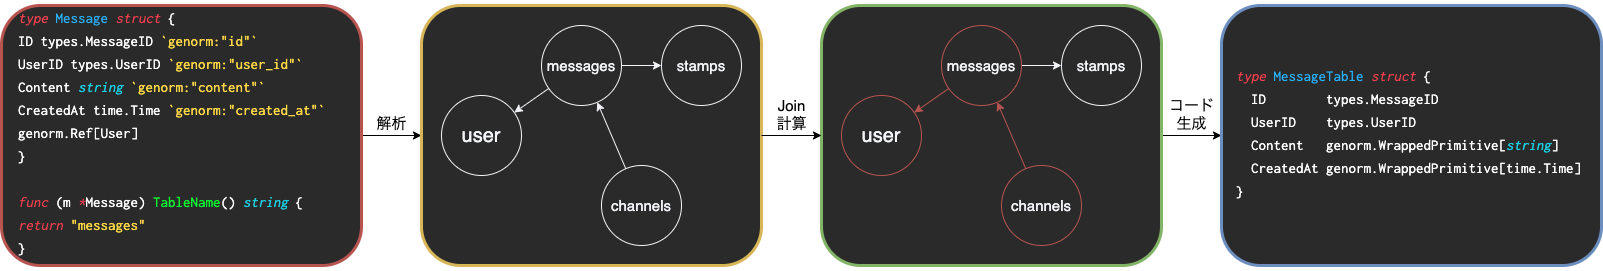 type Message struct {
ID types.MessageID `genorm:"id"`
UserID types.UserID `genorm:"user_id"`
Content string `genorm:"content"`
CreatedAt time.Time `genorm:"created_at"`
genorm.Ref[User]
}
func (m *Message) TableName() string {
return "messages"
}
解析
messages
stamps
user
channels
Join
計算
messages
stamps
user
channels
コード
生成
type MessageTable struct {
ID types.MessageID
UserID types.UserID
Content genorm.WrappedPrimitive[string]
CreatedAt genorm.WrappedPrimitive[time.Time]
}